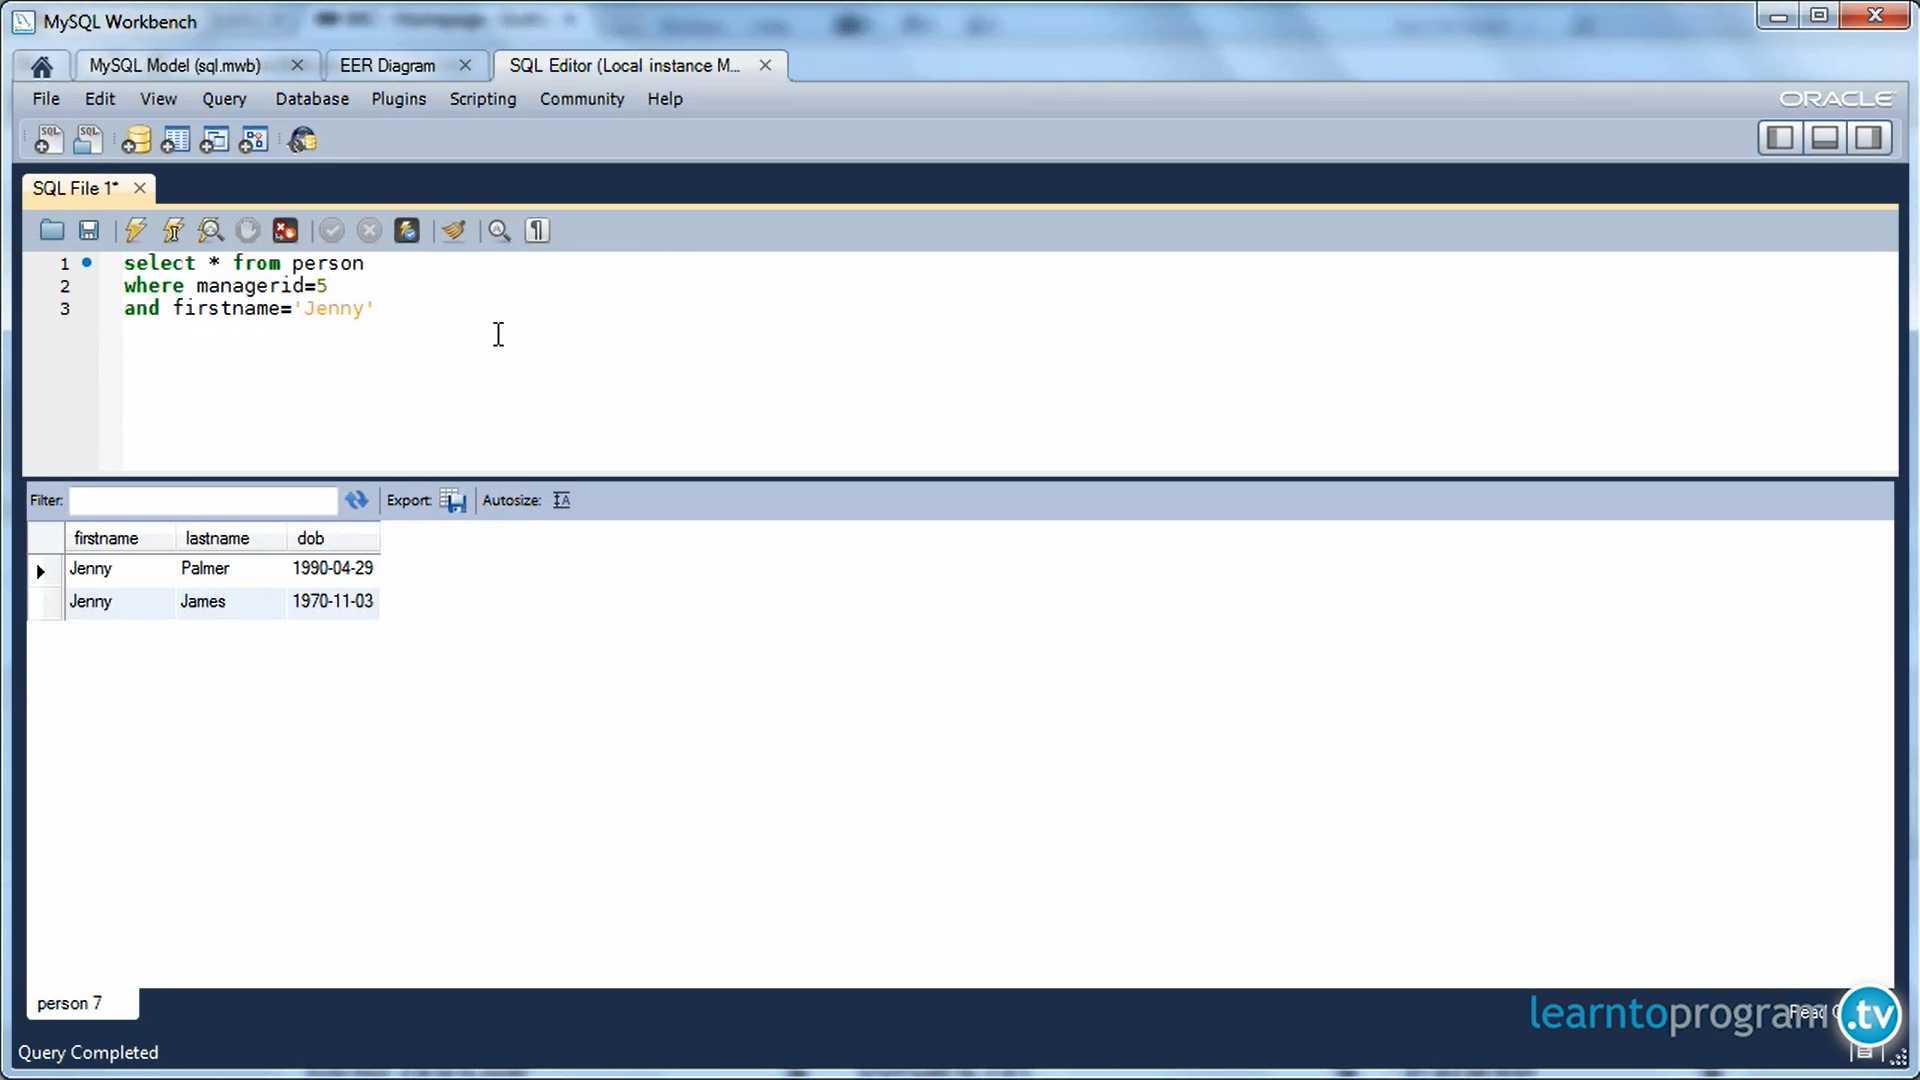 MySQL Workbench
MySQL Model (sql.mwb)
EER Diagram
SQL Editor (Local instance M...
File Edit View Query Database Plugins Scripting Community Help
ORACLE
SQL SQL
SQL File 1*
1 select * from person
2 where managerid=5
3 and firstname='Jenny'
Filter: Export: Autosize:
firstname lastname dob
Jenny Palmer 1990-04-29
Jenny James 1970-11-03
person 7
learntoprogram .tv
Query Completed